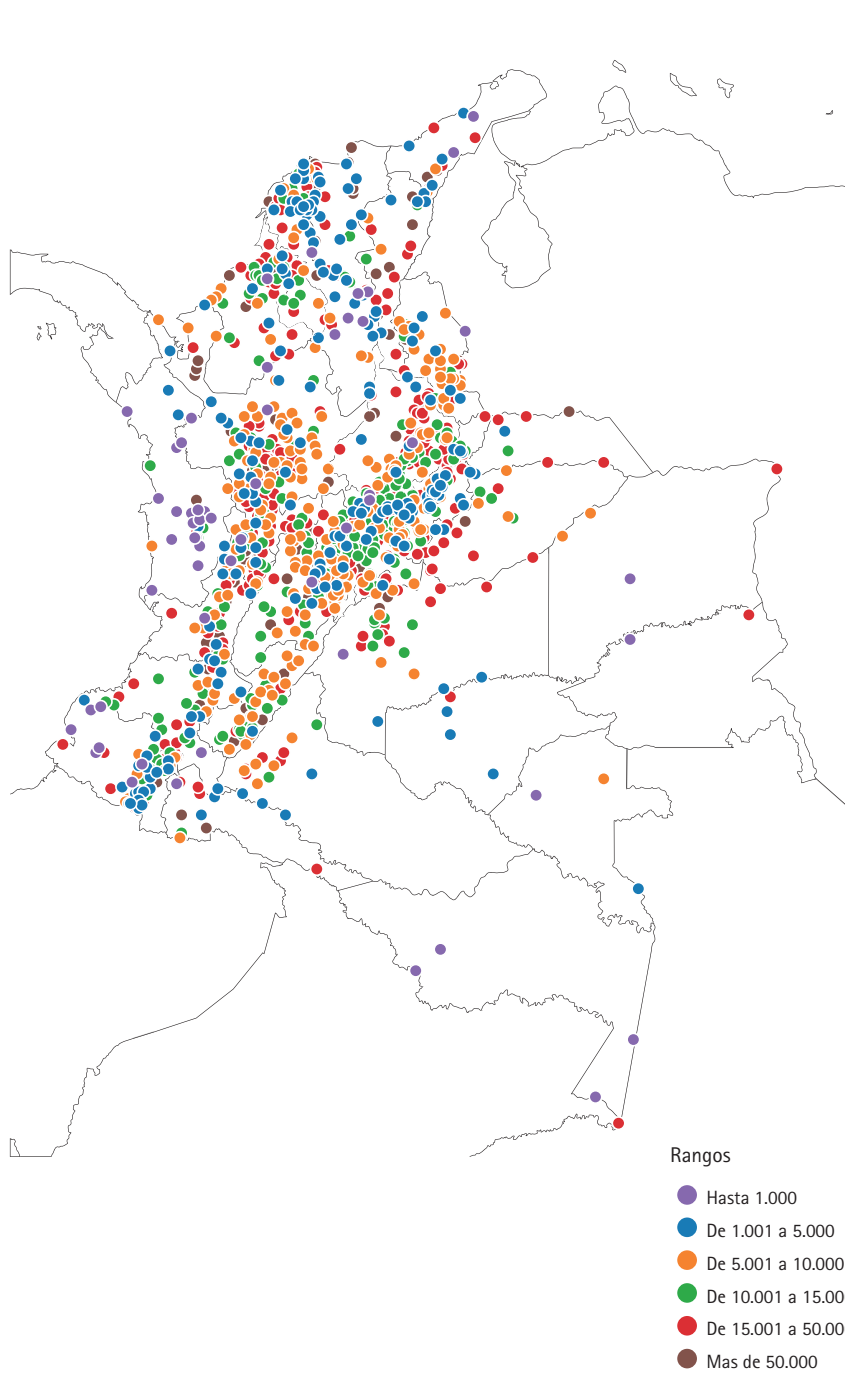 Rangos
Hasta 1.000
De 1.001 a 5.000
De 5.001 a 10.000
De 10.001 a 15.00
De 15.001 a 50.00
Mas de 50.000